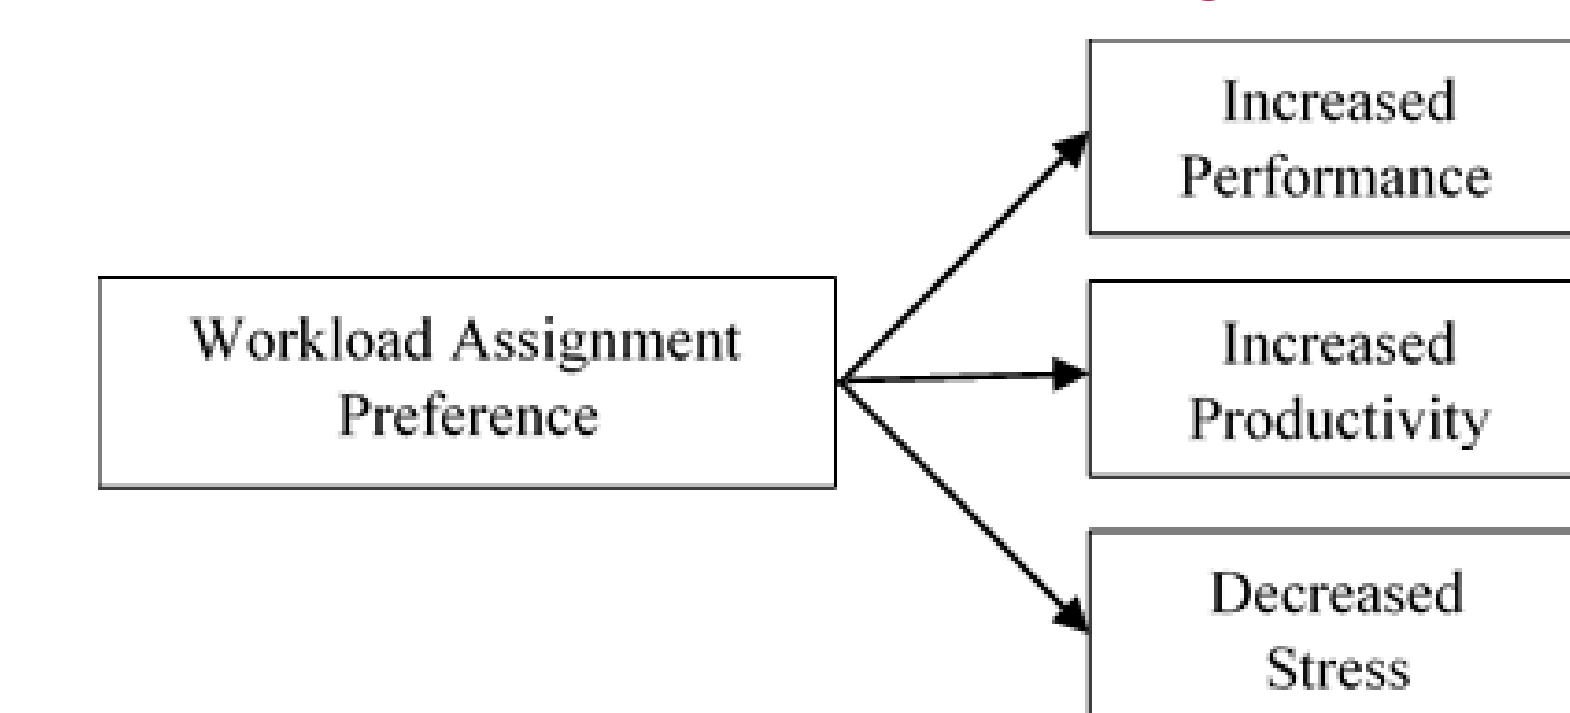 Increased
Performance
Workload Assignment
Preference
Increased
Productivity
Decreased
Stress